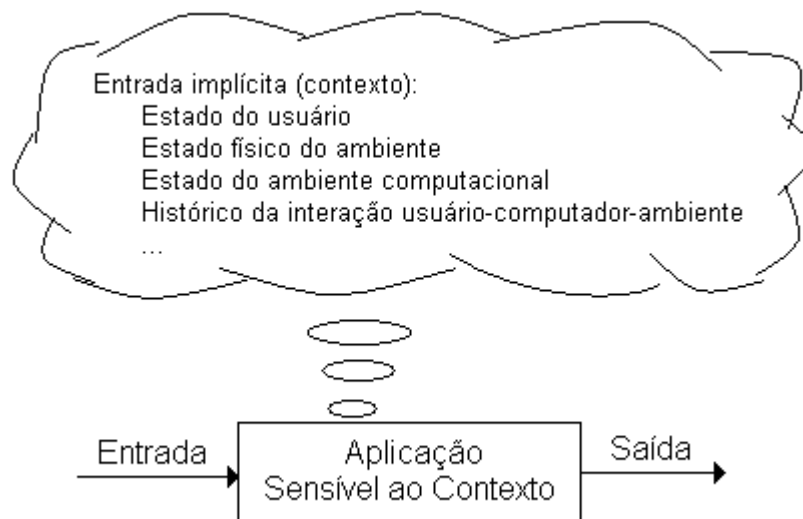 Entrada implícita (contexto):
Estado do usuário
Estado físico do ambiente
Estado do ambiente computacional
Histórico da interação usuário-computador-ambiente
...
Entrada
Aplicação
Sensível ao Contexto
Saída